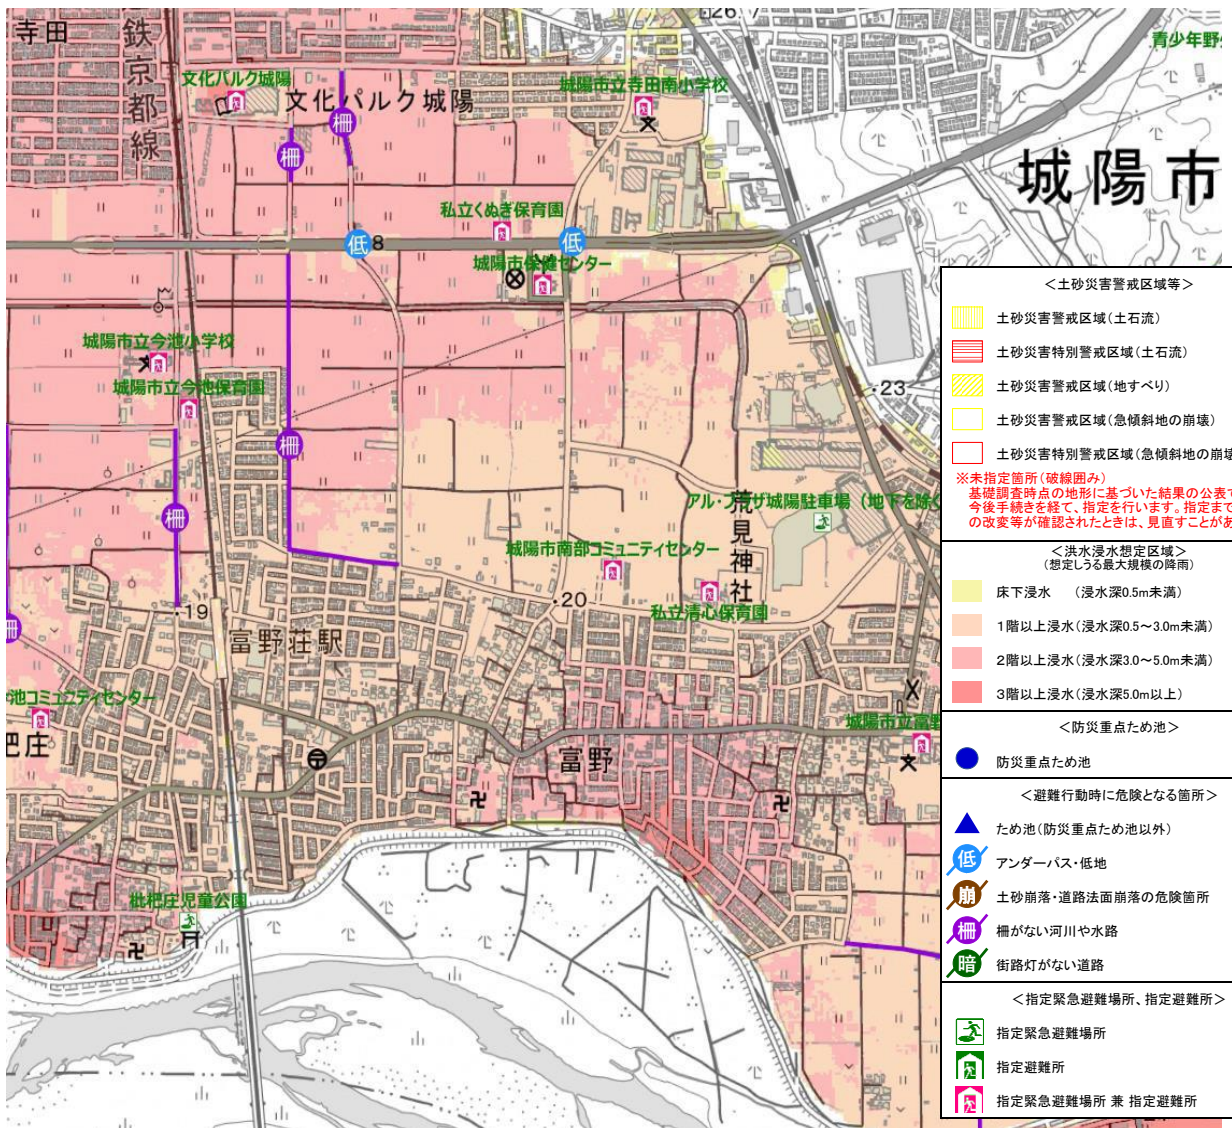 寺田
鉄京都線
・26
7
青少年野
文化パルク城陽
文化パルク城陽
城陽市立寺田南小学校
城陽市
柵
柵
私立くぬぎ保育園
低
8
低
城陽市保健センター
城陽市立今池小学校
城陽市立今池保育園
・23
柵
柵
アル・プラザ城陽駐車場（地下を除く
荒見神社
城陽市南部コミュニティセンター
・20
私立清心保育園
・19
柵
富野荘駅
池コミュニティセンター
城陽市立富野
富野
枇杷庄児童公園
＜土砂災害警戒区域等＞
土砂災害警戒区域（土石流）
土砂災害特別警戒区域（土石流）
土砂災害警戒区域（地すべり）
土砂災害警戒区域（急傾斜地の崩壊）
土砂災害特別警戒区域（急傾斜地の崩壊
※未指定箇所（破線囲み）
基礎調査時点の地形に基づいた結果の公表で
今後手続きを経て、指定を行います。指定まで
の改変等が確認されたときは、見直すことがあ
＜洪水浸水想定区域＞
（想定しうる最大規模の降雨）
床下浸水　（浸水深0.5m未満）
１階以上浸水（浸水深0.5～3.0m未満）
２階以上浸水（浸水深3.0～5.0m未満）
３階以上浸水（浸水深5.0m以上）
＜防災重点ため池＞
防災重点ため池
＜避難行動時に危険となる箇所＞
ため池（防災重点ため池以外）
低 アンダーパス・低地
崩 土砂崩落・道路法面崩落の危険箇所
柵 柵がない河川や水路
暗 街路灯がない道路
＜指定緊急避難場所、指定避難所＞
指定緊急避難場所
指定避難所
指定緊急避難場所 兼 指定避難所